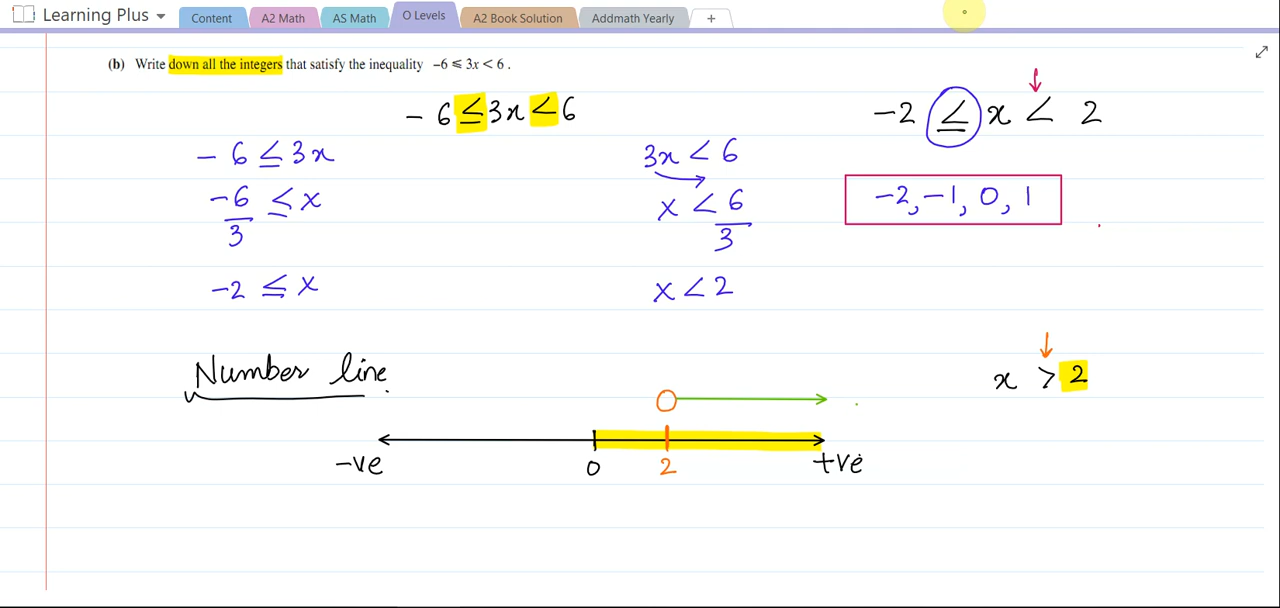 Learning Plus
Content A2 Math AS Math O Levels A2 Book Solution Addmath Yearly +
(b) Write down all the integers that satisfy the inequality −6 ⩽ 3x < 6 .
- 6 ≤ 3x < 6
-2 ≤ x < 2
- 6 ≤ 3x
3x < 6
-6/3 ≤ x
x < 6/3
-2, -1, 0, 1
-2 ≤ x
x < 2
Number line
x > 2
-ve 0 2 +ve